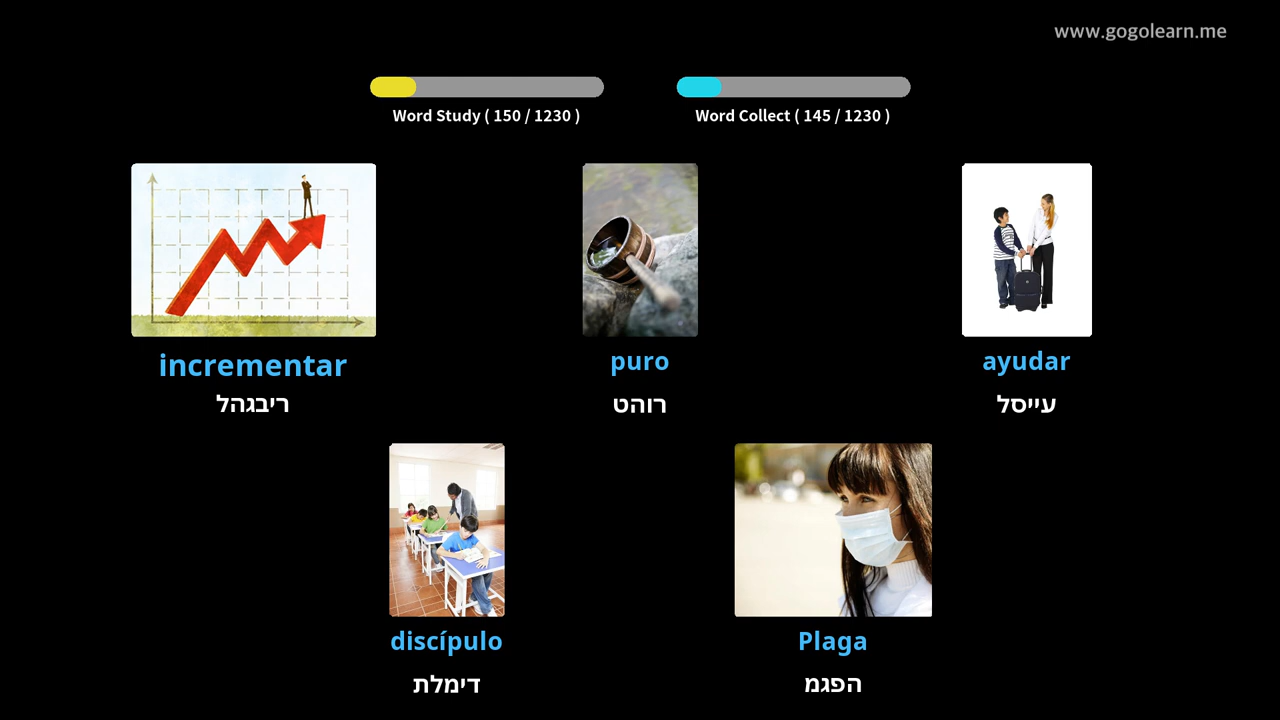 www.gogolearn.me
Word Study ( 150 / 1230 )
Word Collect ( 145 / 1230 )
incrementar
ריבגהל
puro
רוהט
ayudar
עייסל
discípulo
דימלת
Plaga
הפגמ